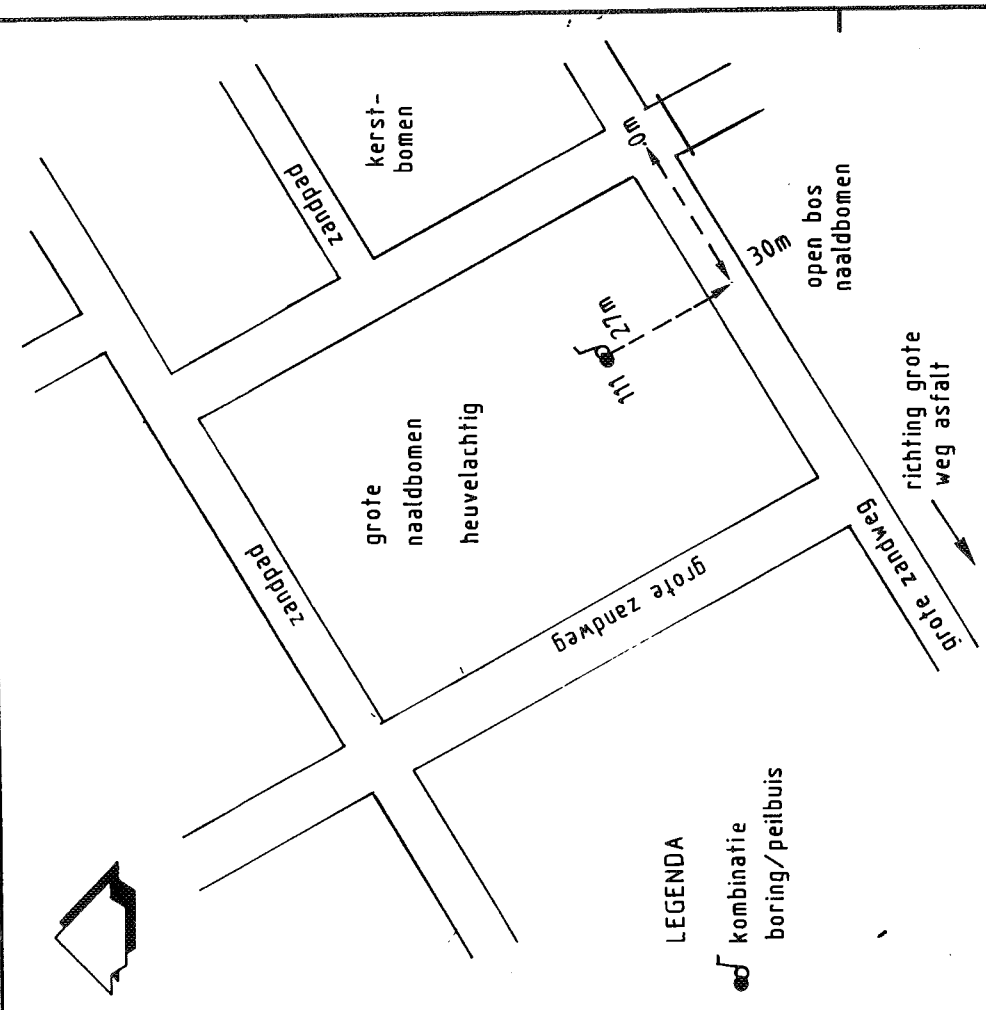 kerst-
bomen
zandpad
0m
30m
open bos
naaldbomen
27m
111
grote
naaldbomen
heuvelachtig
zandpad
grote zandweg
richting grote
weg asfalt
grote zandweg
LEGENDA
kombinatie
boring/peilbuis